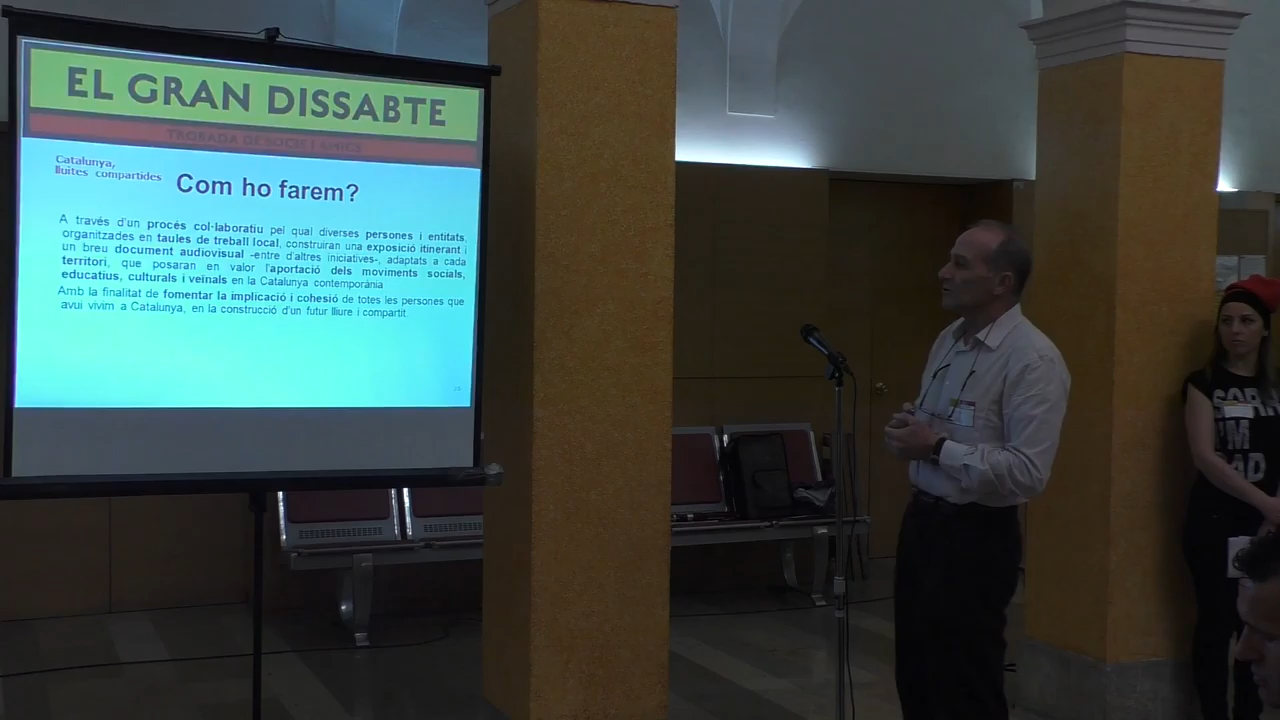 EL GRAN DISSABTE
TROBADA DE SOCIS I AMICS
Catalunya,
lluites compartides
Com ho farem?
A través d'un procés col·laboratiu pel qual diverses persones i entitats,
organitzades en taules de treball local, construiran una exposició itinerant i
un breu document audiovisual -entre d'altres iniciatives-, adaptats a cada
territori, que posaran en valor l'aportació dels moviments socials,
educatius, culturals i veïnals en la Catalunya contemporània
Amb la finalitat de fomentar la implicació i cohesió de totes les persones que
avui vivim a Catalunya, en la construcció d'un futur lliure i compartit.